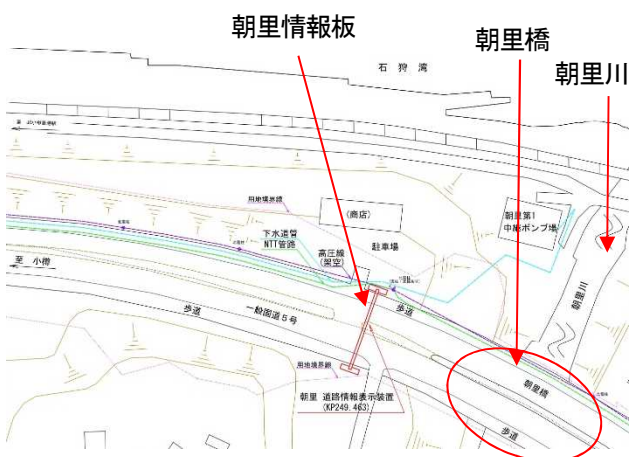 朝里情報板
朝里橋
朝里川
石狩湾
用地境界線
(商店)
朝里第1
中継ポンプ場
下水道管
NTT管路
高圧線
(架空)
駐車場
至 小樽
歩道
一般国道5号
歩道
朝里川
用地境界線
朝里橋
朝里 道路情報表示装置
(KP249.463)
歩道